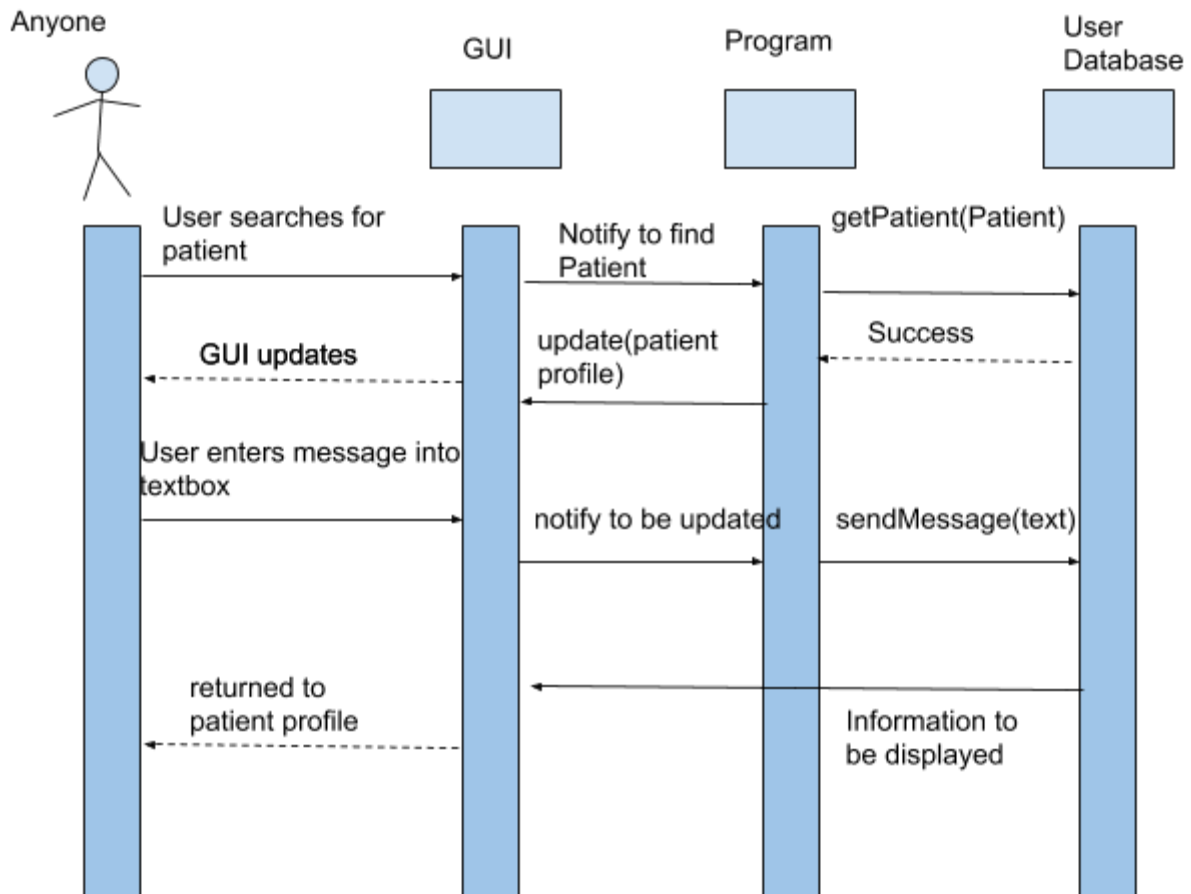 Anyone
GUI
Program
User
Database
User searches for
patient
Notify to find
Patient
getPatient(Patient)
Success
update(patient
profile)
GUI updates
User enters message into
textbox
notify to be updated
sendMessage(text)
returned to
patient profile
Information to
be displayed